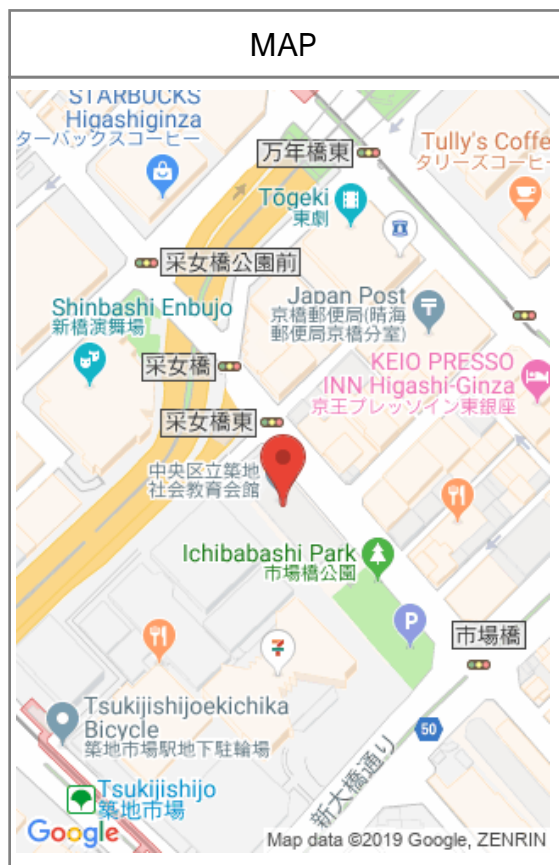 MAP
STARBUCKS
Higashiginza
ターバックスコーヒー
万年橋東
Tully's Coffe
タリーズコーヒ
Tōgeki
東劇
采女橋公園前
Japan Post
京橋郵便局(晴海
郵便局京橋分室)
Shinbashi Enbujo
新橋演舞場
采女橋
KEIO PRESSO
INN Higashi-Ginza
京王プレッソイン東銀座
采女橋東
中央区立築地
社会教育会館
Ichibabashi Park
市場橋公園
P
市場橋
7
Tsukijishijoekichika
Bicycle
築地市場駅地下駐輪場
50
新大橋通り
Tsukijishijo
築地市場
Google
Map data ©2019 Google, ZENRIN